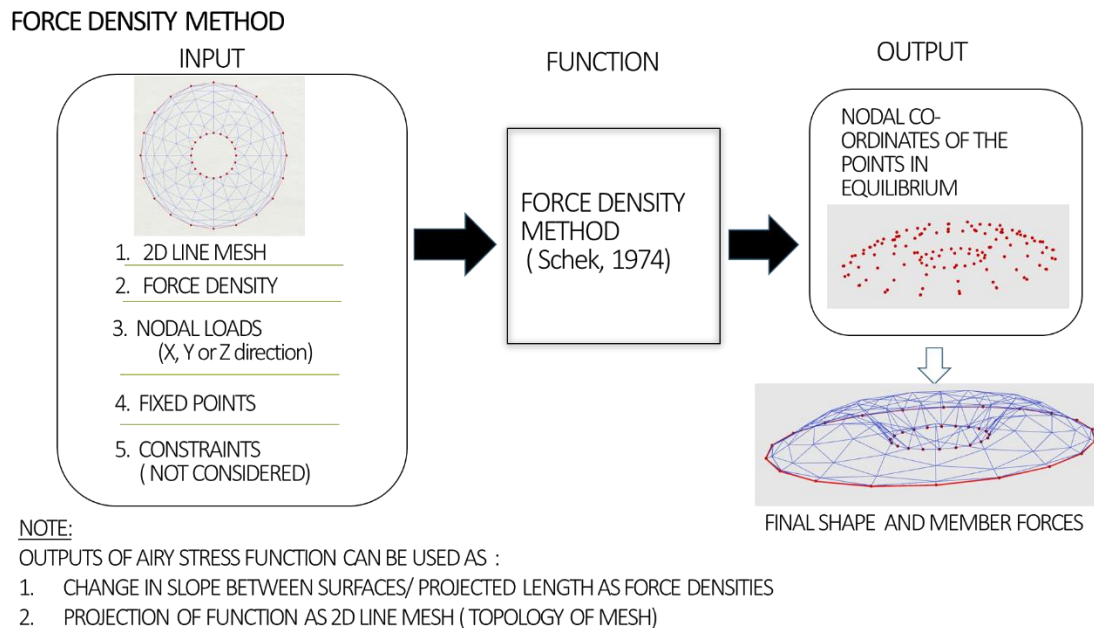 FORCE DENSITY METHOD
INPUT
1. 2D LINE MESH
2. FORCE DENSITY
3. NODAL LOADS
(X, Y or Z direction)
4. FIXED POINTS
5. CONSTRAINTS
( NOT CONSIDERED)
FUNCTION
FORCE DENSITY
METHOD
( Schek, 1974)
OUTPUT
NODAL CO-
ORDINATES OF THE
POINTS IN
EQUILIBRIUM
FINAL SHAPE AND MEMBER FORCES
NOTE:
OUTPUTS OF AIRY STRESS FUNCTION CAN BE USED AS :
1. CHANGE IN SLOPE BETWEEN SURFACES/ PROJECTED LENGTH AS FORCE DENSITIES
2. PROJECTION OF FUNCTION AS 2D LINE MESH ( TOPOLOGY OF MESH)